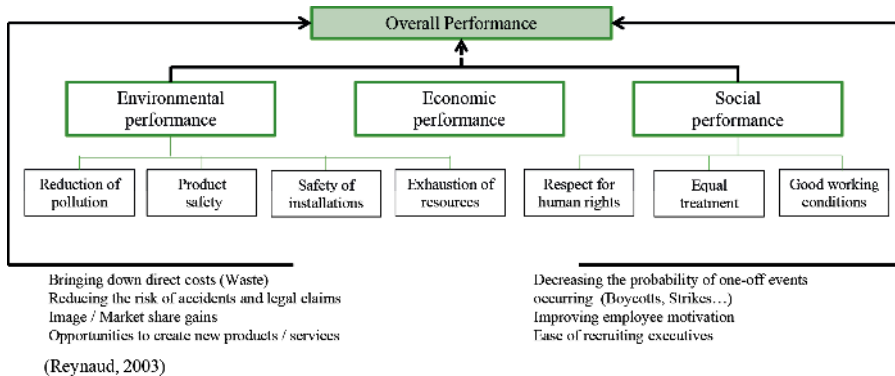 Overall Performance
Environmental
performance
Economic
performance
Social
performance
Reduction of
pollution
Product
safety
Safety of
installations
Exhaustion of
resources
Respect for
human rights
Equal
treatment
Good working
conditions
Bringing down direct costs (Waste)
Reducing the risk of accidents and legal claims
Image / Market share gains
Opportunities to create new products / services
Decreasing the probability of one-off events
occurring (Boycotts, Strikes…)
Improving employee motivation
Ease of recruiting executives
(Reynaud, 2003)